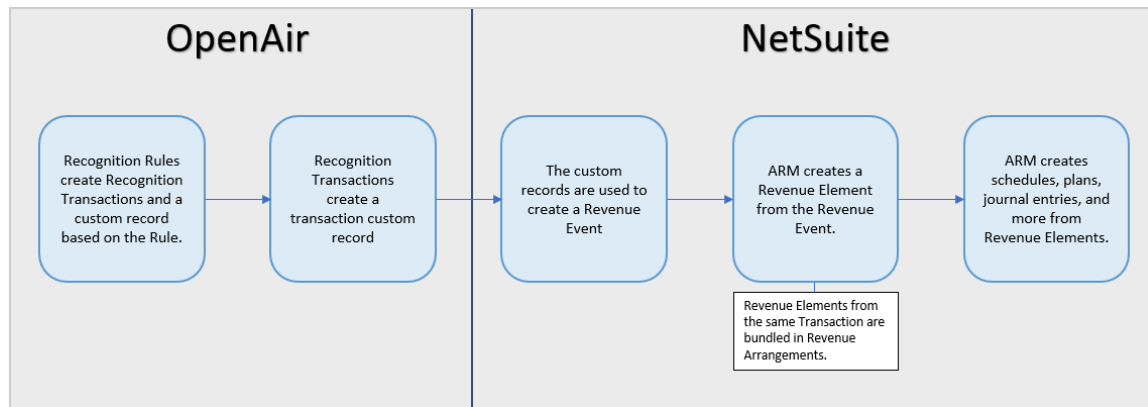 OpenAir
NetSuite
Recognition Rules
create Recognition
Transactions and a
custom record
based on the Rule.
Recognition
Transactions
create a
transaction custom
record
The custom
records are used to
create a Revenue
Event
ARM creates a
Revenue Element
from the Revenue
Event.
ARM creates
schedules, plans,
journal entries, and
more from
Revenue Elements.
Revenue Elements from
the same Transaction are
bundled in Revenue
Arrangements.